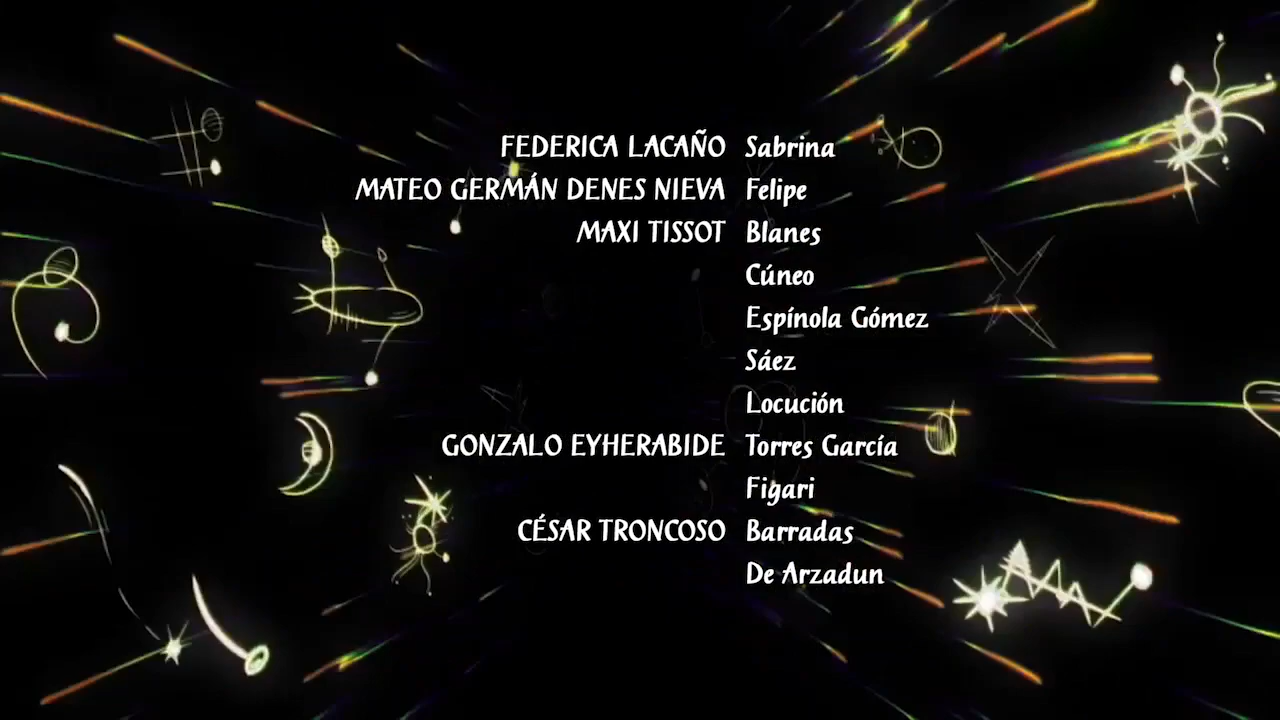 FEDERICA LACAÑO Sabrina
MATEO GERMÁN DENES NIEVA Felipe
MAXI TISSOT Blanes
Cúneo
Espínola Gómez
Sáez
Locución
GONZALO EYHERABIDE Torres García
Figari
CÉSAR TRONCOSO Barradas
De Arzadun